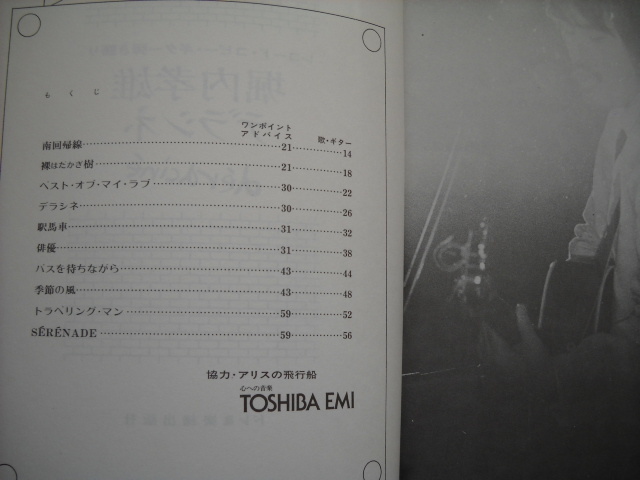 もくじ
ワンポイント
アドバイス
歌・ギター
南回帰線 21 14
裸はたかさ樹 21 18
ベスト・オブ・マイ・ラブ 30 22
デラシネ 30 26
駅馬車 31 32
俳優 31 38
バスを待ちながら 43 44
季節の風 43 48
トラベリング・マン 59 52
SÉRÉNADE 59 56
協力・アリスの飛行船
心への音楽
TOSHIBA EMI